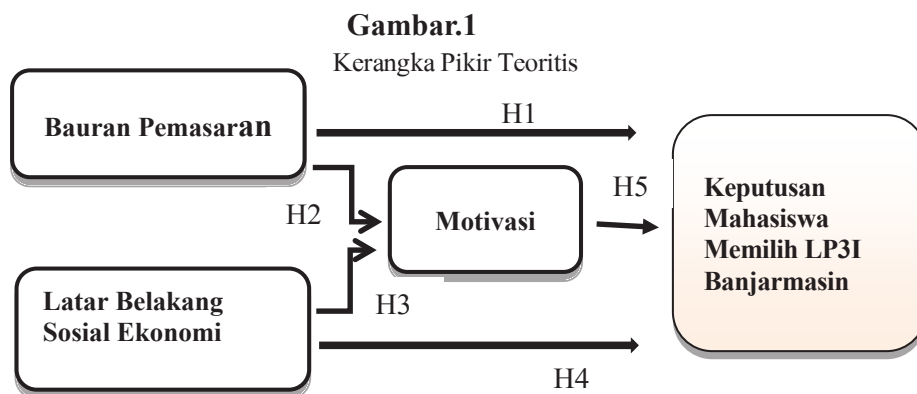 Gambar.1
Kerangka Pikir Teoritis
Bauran Pemasaran
H1
H2
Motivasi
H5
Keputusan
Mahasiswa
Memilih LP3I
Banjarmasin
Latar Belakang
Sosial Ekonomi
H3
H4